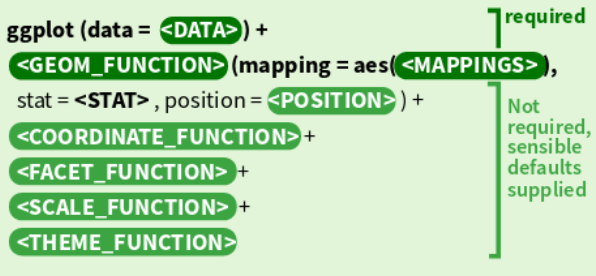 ggplot (data = <DATA>) +
<GEOM_FUNCTION> (mapping = aes(<MAPPINGS>),
stat = <STAT> , position = <POSITION> ) +
<COORDINATE_FUNCTION> +
<FACET_FUNCTION> +
<SCALE_FUNCTION> +
<THEME_FUNCTION>
required
Not
required,
sensible
defaults
supplied